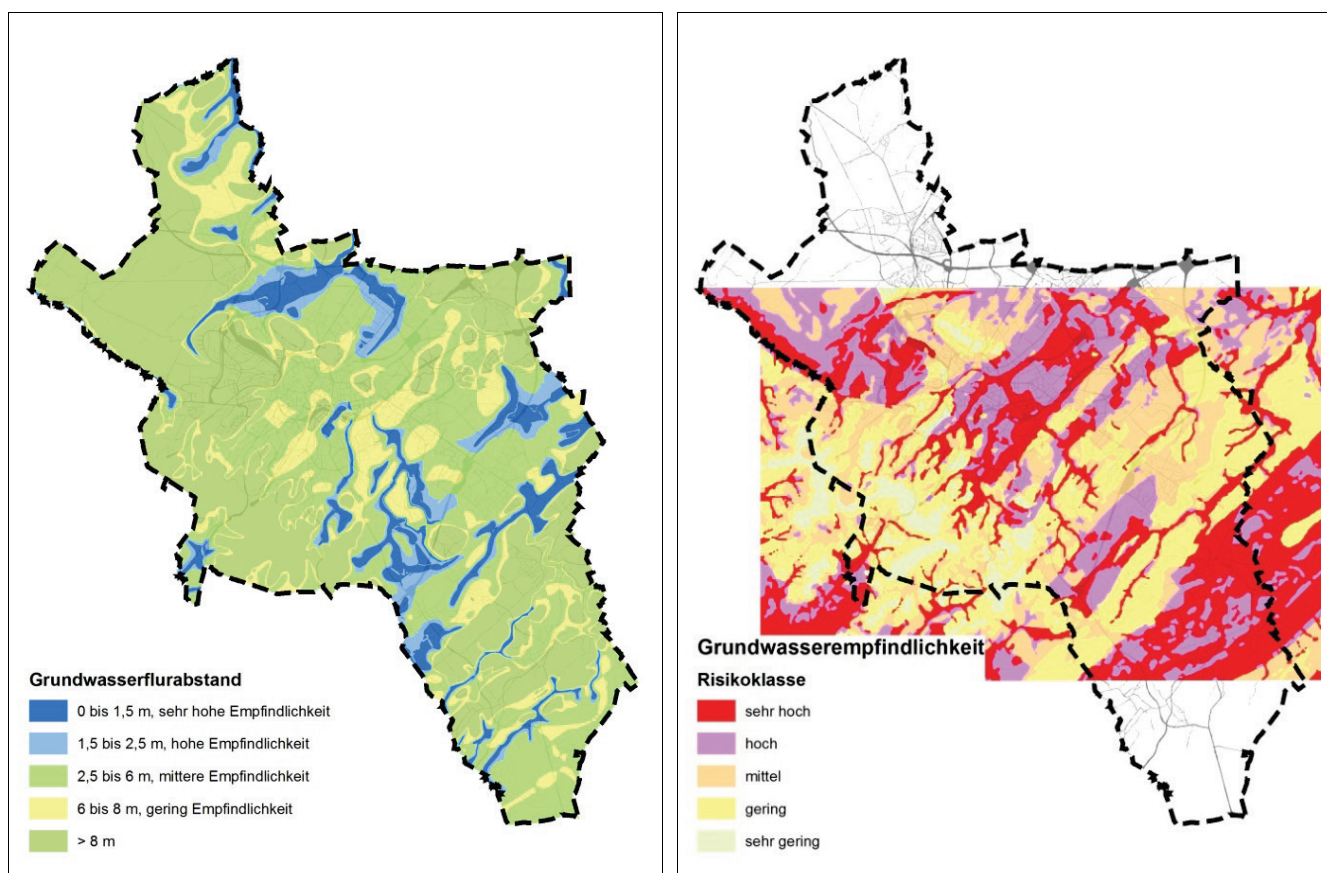 Grundwasserflurabstand
0 bis 1,5 m, sehr hohe Empfindlichkeit
1,5 bis 2,5 m, hohe Empfindlichkeit
2,5 bis 6 m, mittere Empfindlichkeit
6 bis 8 m, gering Empfindlichkeit
> 8 m
Grundwasserempfindlichkeit
Risikoklasse
sehr hoch
hoch
mittel
gering
sehr gering